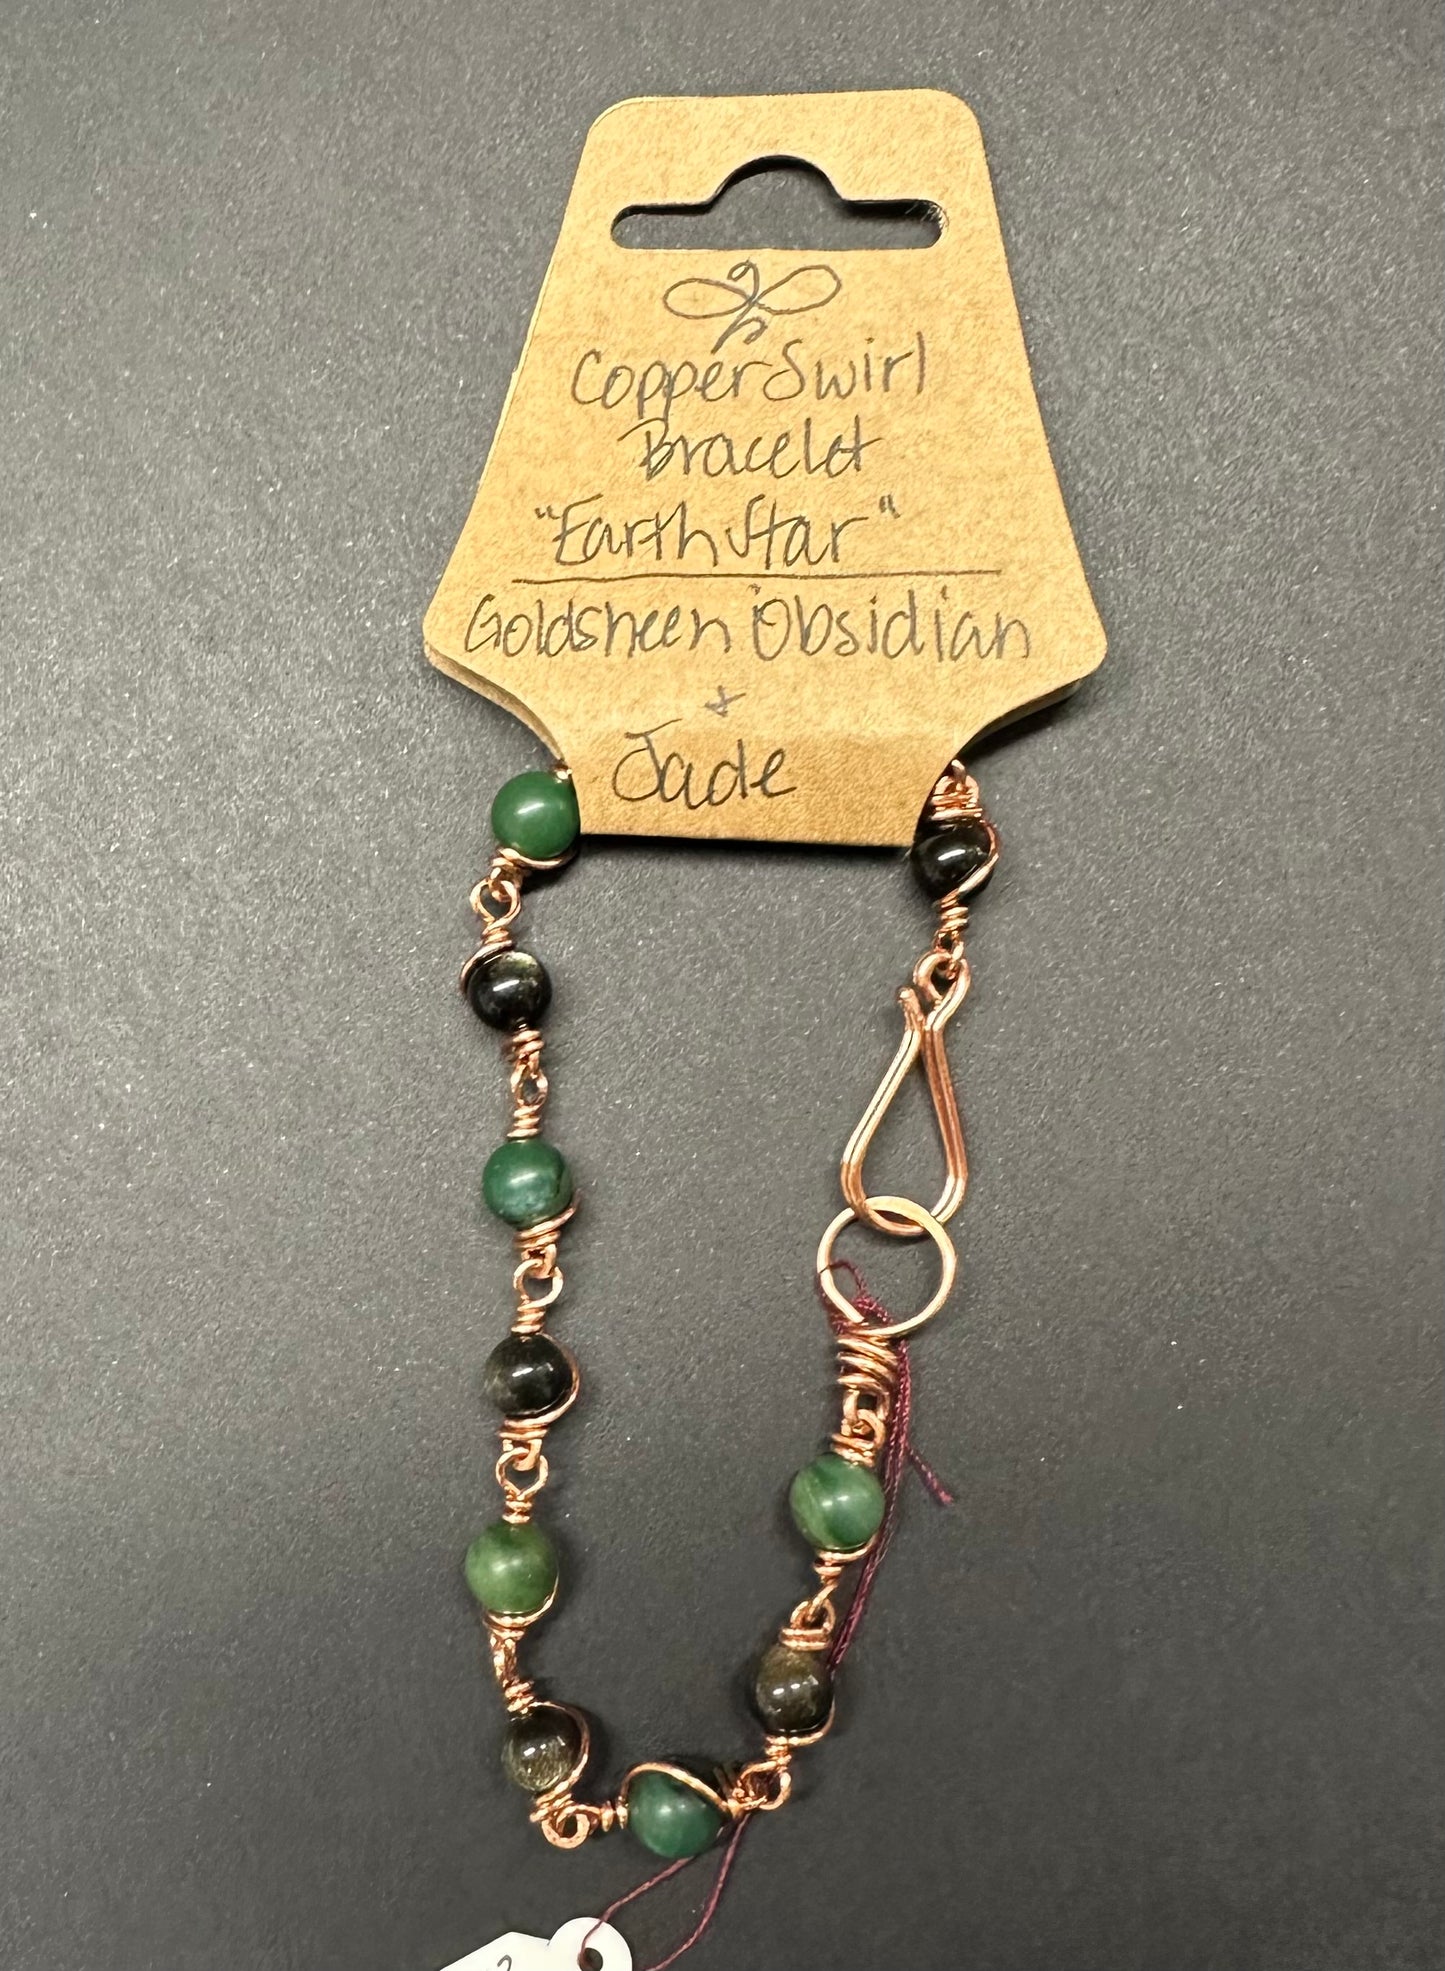 Copper Swirl
Bracelet
"Earth Star"
Goldsheen Obsidian
+
Jade